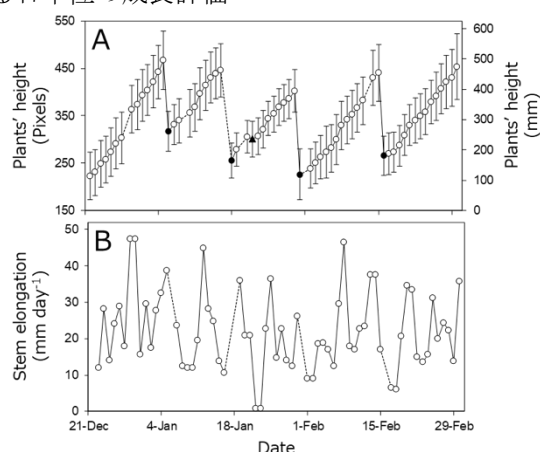 成長評価
A
550
450
350
250
150
Plants' height
(Pixels)
600
500
400
300
200
100
0
Plants' height
(mm)
B
50
40
30
20
10
0
Stem elongation
(mm day-1)
21-Dec 4-Jan 18-Jan 1-Feb 15-Feb 29-Feb
Date